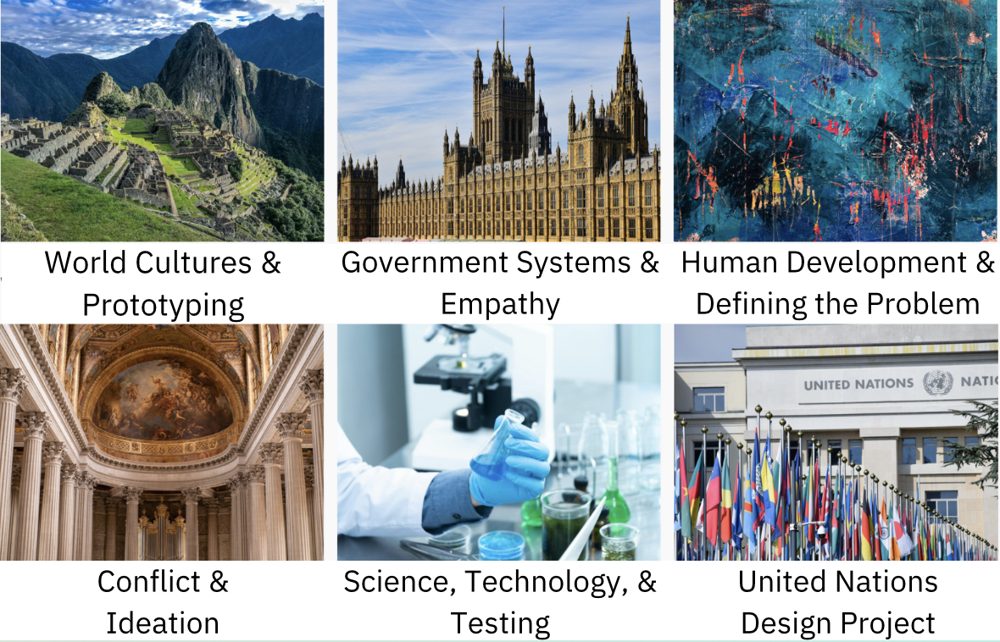 World Cultures &
Prototyping
Government Systems &
Empathy
Human Development &
Defining the Problem
UNITED NATIONS
NATIO
Conflict &
Ideation
Science, Technology, &
Testing
United Nations
Design Project